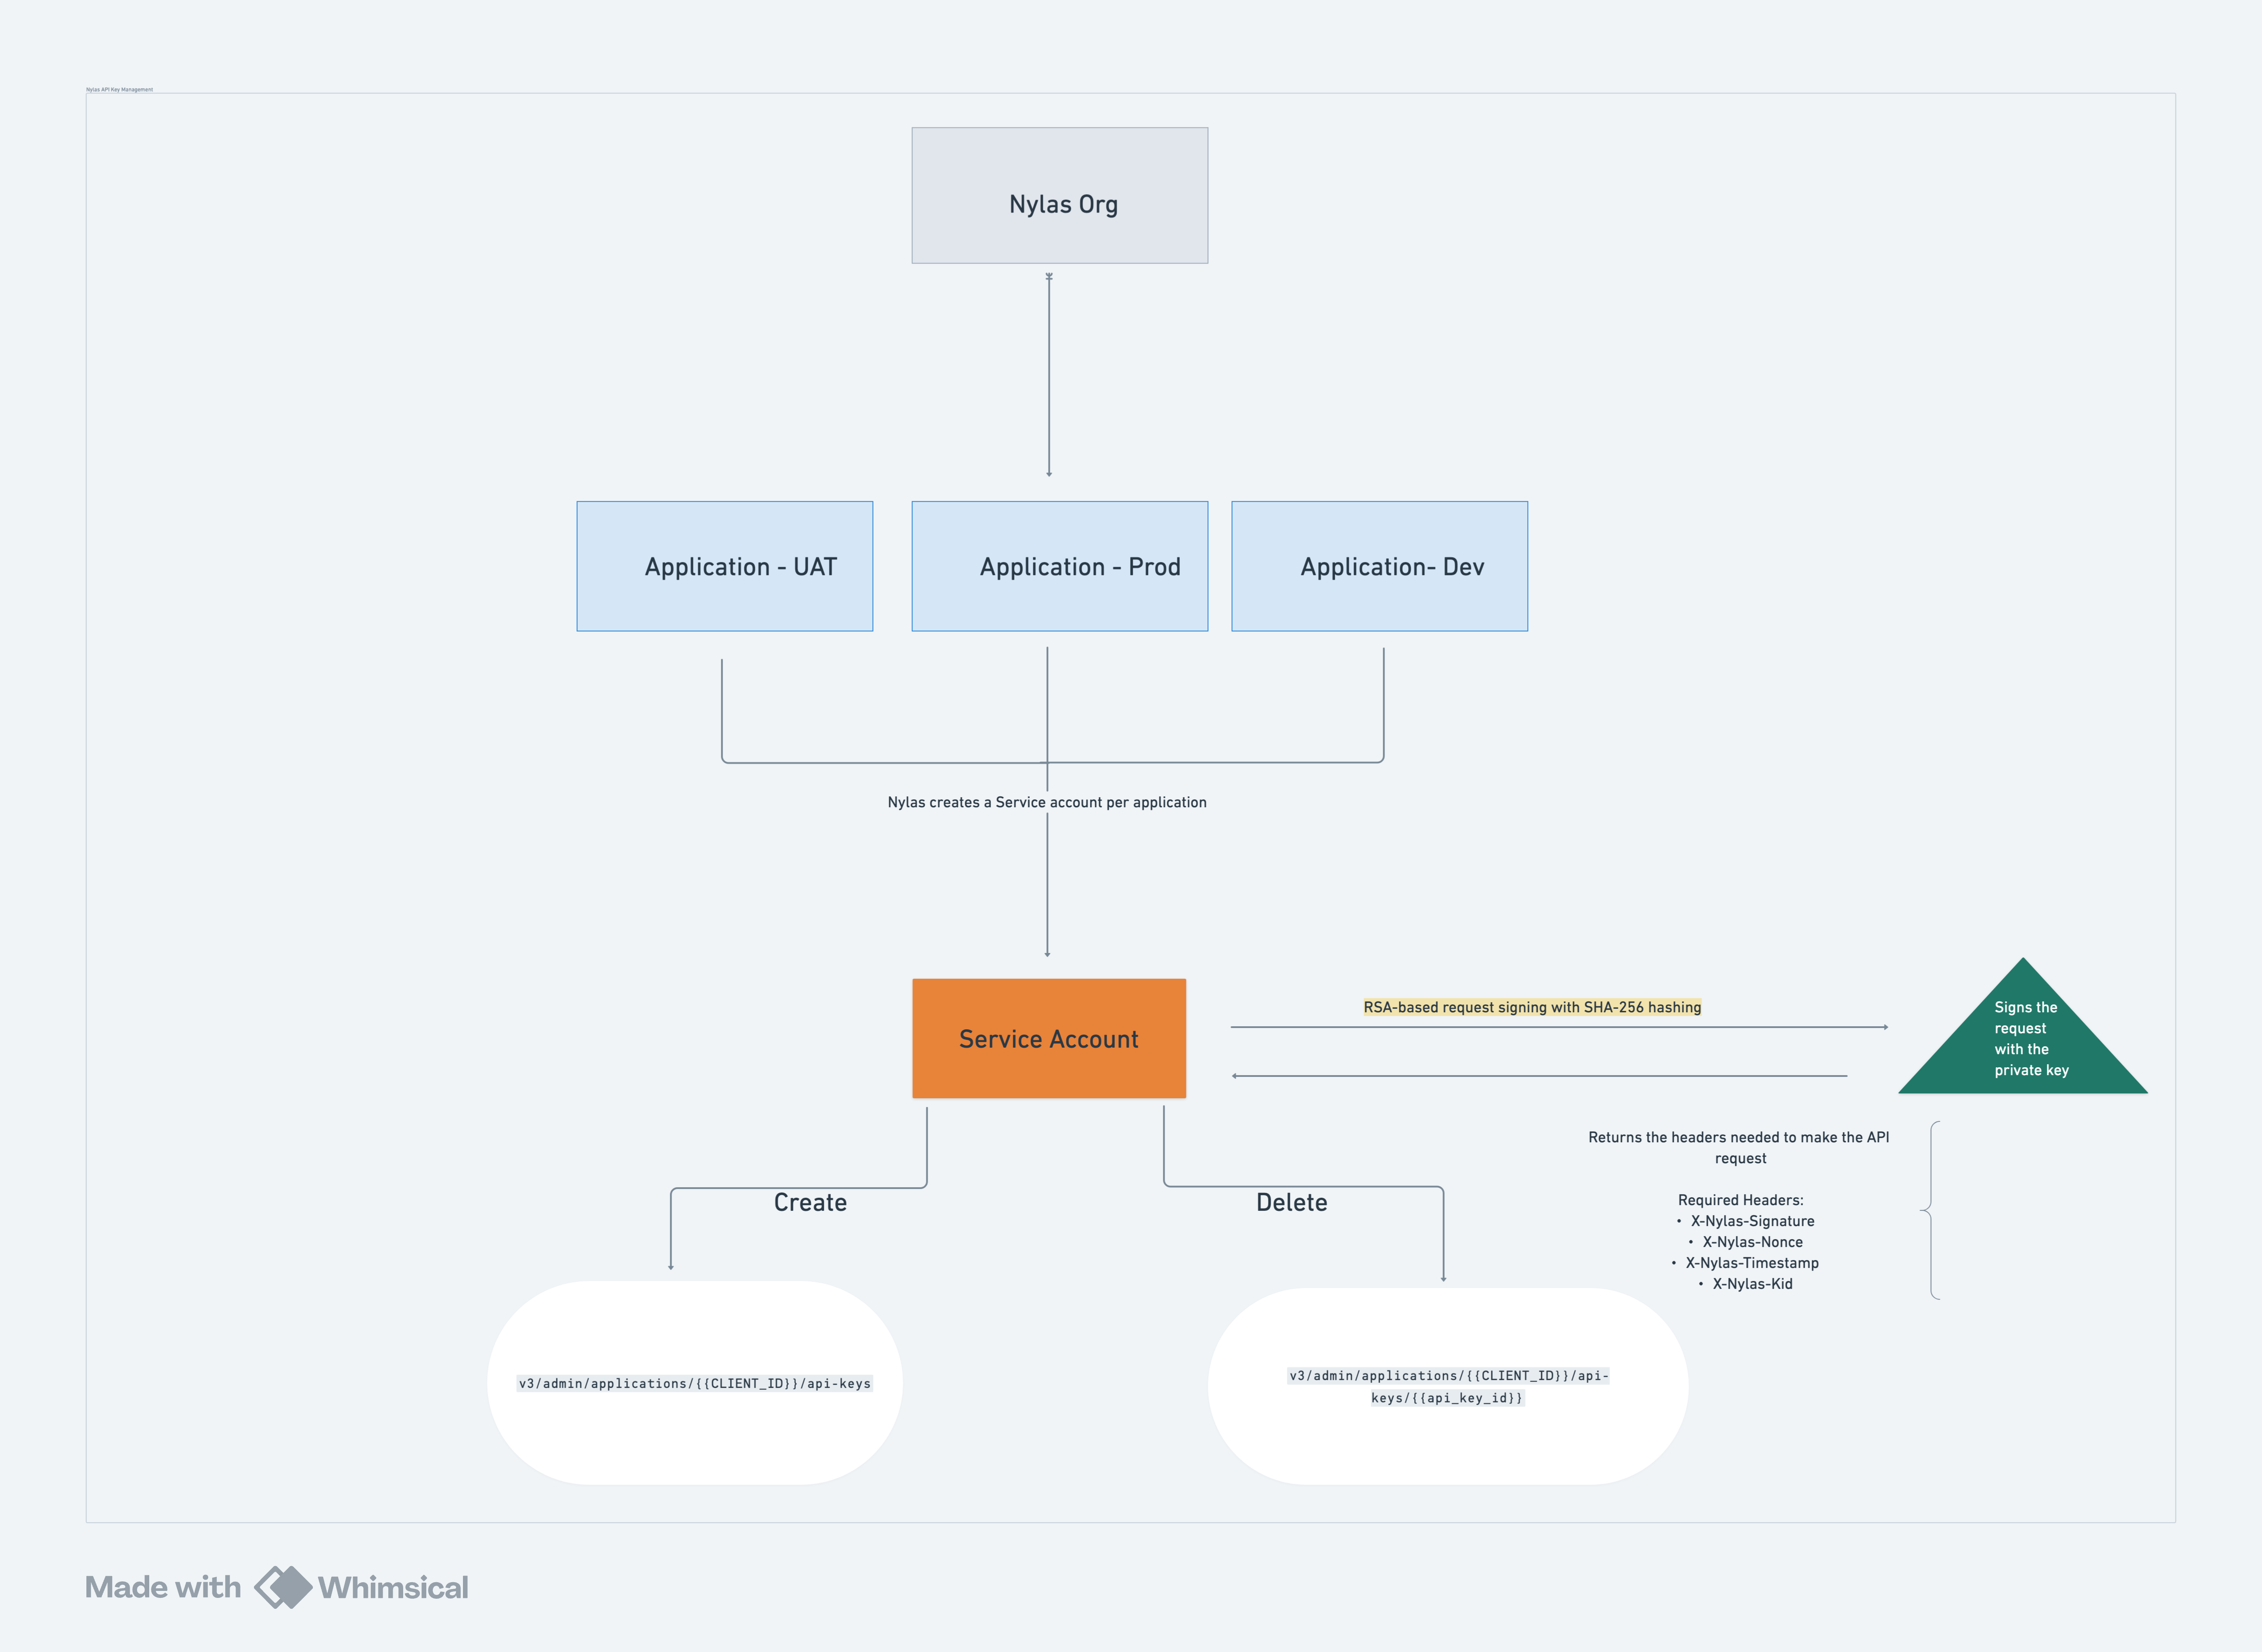 Nylas API Key Management
Nylas Org
Application - UAT
Application - Prod
Application- Dev
Nylas creates a Service account per application
Service Account
RSA-based request signing with SHA-256 hashing
Signs the
request
with the
private key
Returns the headers needed to make the API
request
Required Headers:
• X-Nylas-Signature
• X-Nylas-Nonce
• X-Nylas-Timestamp
• X-Nylas-Kid
Create
Delete
v3/admin/applications/{{CLIENT_ID}}/api-keys
v3/admin/applications/{{CLIENT_ID}}/api-
keys/{{api_key_id}}
Made with Whimsical